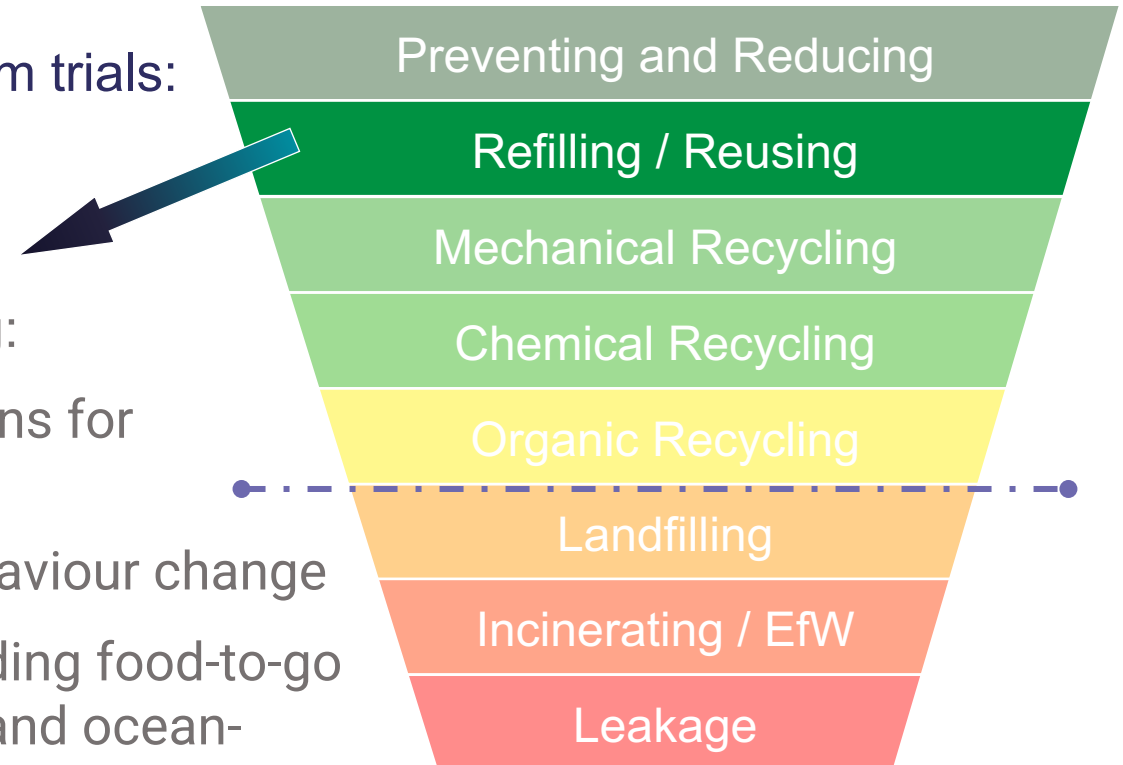 m trials:
g:
ns for
aviour change
ding food-to-go
and ocean-
Preventing and Reducing
Refilling / Reusing
Mechanical Recycling
Chemical Recycling
Organic Recycling
Landfilling
Incinerating / EfW
Leakage